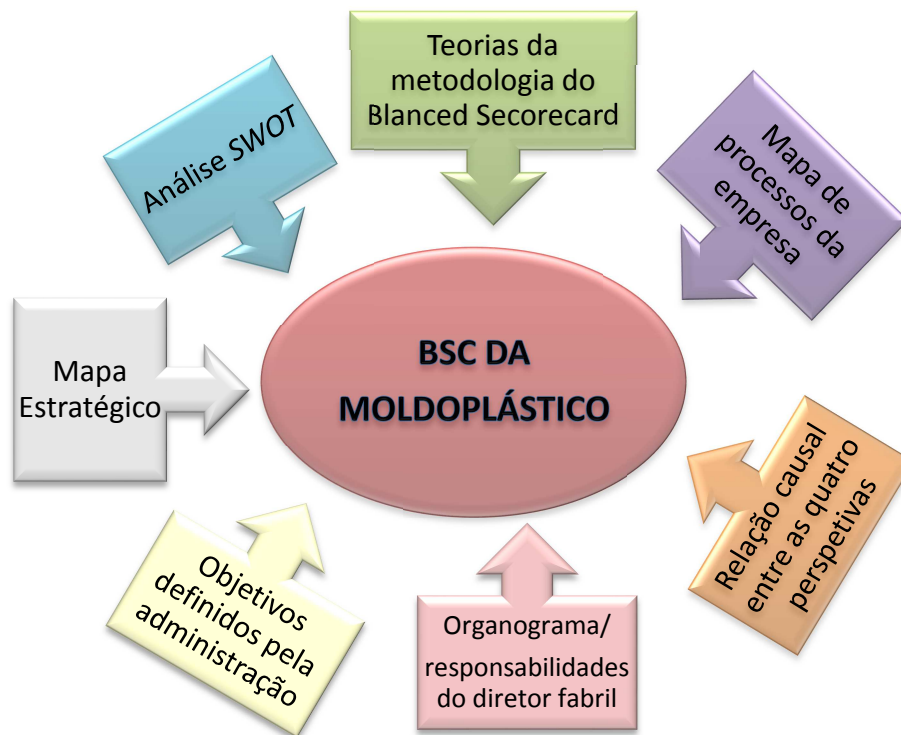 Teorias da
metodologia do
Blanced Secorecard
Análise SWOT
Mapa de
processos da
empresa
Mapa
Estratégico
BSC DA
MOLDOPLÁSTICO
Relação causal
entre as quatro
perspetivas
Objetivos
definidos pela
administração
Organograma/
responsabilidades
do diretor fabril